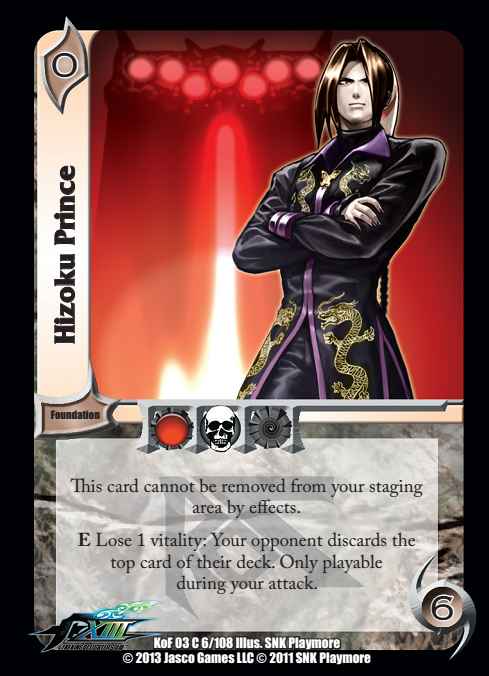 0
Hizoku Prince
Foundation
This card cannot be removed from your staging
area by effects.
E Lose 1 vitality: Your opponent discards the
top card of their deck. Only playable
during your attack.
6
XIII
KoF 03 C 6/108 Illus. SNK Playmore
© 2013 Jasco Games LLC © 2011 SNK Playmore